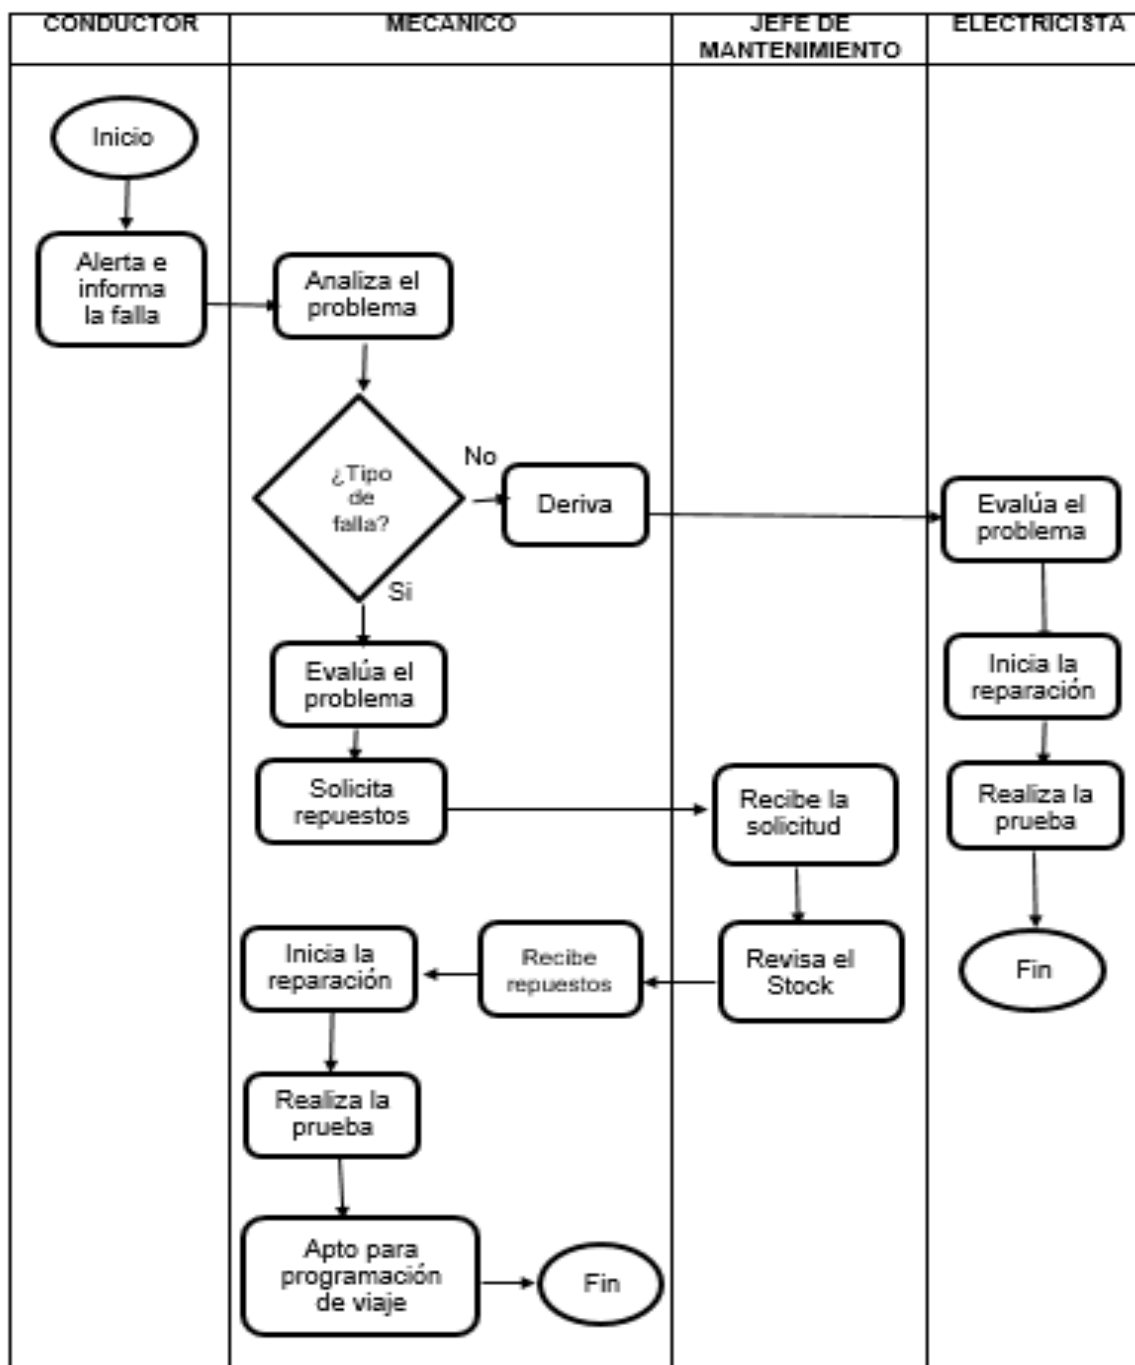 CONDUCTOR
MECANICO
JEFE DE
MANTENIMIENTO
ELECTRICISTA
Inicio
Alerta e
informa
la falla
Analiza el
problema
¿Tipo
de
falla?
No
Deriva
Evalúa el
problema
Si
Evalúa el
problema
Inicia la
reparación
Solicita
repuestos
Recibe la
solicitud
Realiza la
prueba
Inicia la
reparación
Recibe
repuestos
Revisa el
Stock
Fin
Realiza la
prueba
Apto para
programación
de viaje
Fin